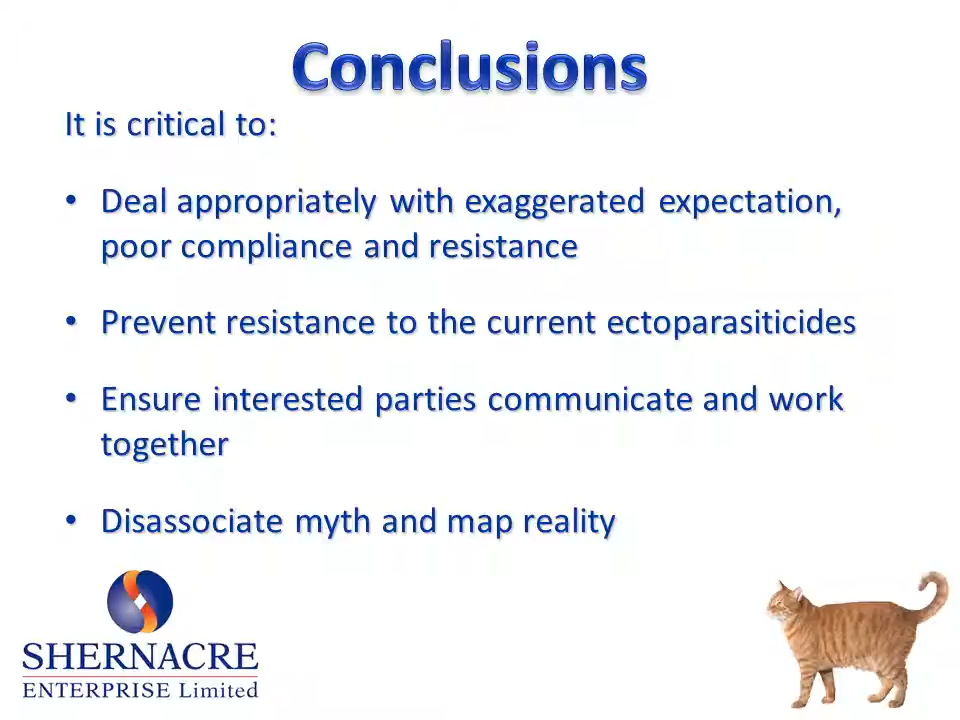 Conclusions
It is critical to:
• Deal appropriately with exaggerated expectation,
poor compliance and resistance
• Prevent resistance to the current ectoparasiticides
• Ensure interested parties communicate and work
together
• Disassociate myth and map reality
SHERNACRE
ENTERPRISE Limited